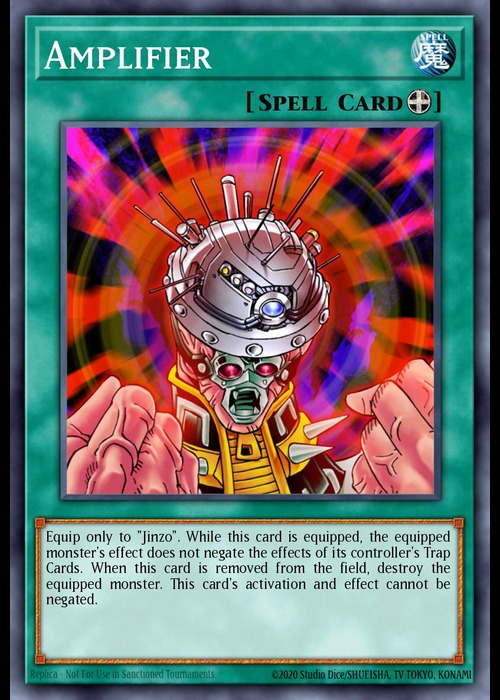 AMPLIFIER
SPELL
魔
[SPELL CARD]
Equip only to "Jinzo". While this card is equipped, the equipped
monster's effect does not negate the effects of its controller's Trap
Cards. When this card is removed from the field, destroy the
equipped monster. This card's activation and effect cannot be
negated.
Replica - Not For Use in Sanctioned Tournaments
©2020 Studio Dice/SHUEISHA, TV TOKYO, KONAMI